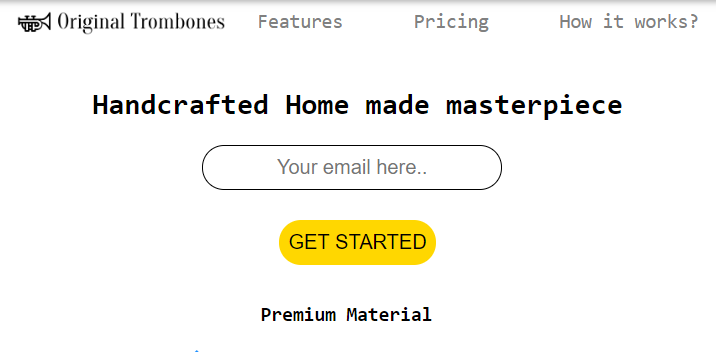 Original Trombones Features Pricing How it works?
Handcrafted Home made masterpiece
Your email here..
GET STARTED
Premium Material